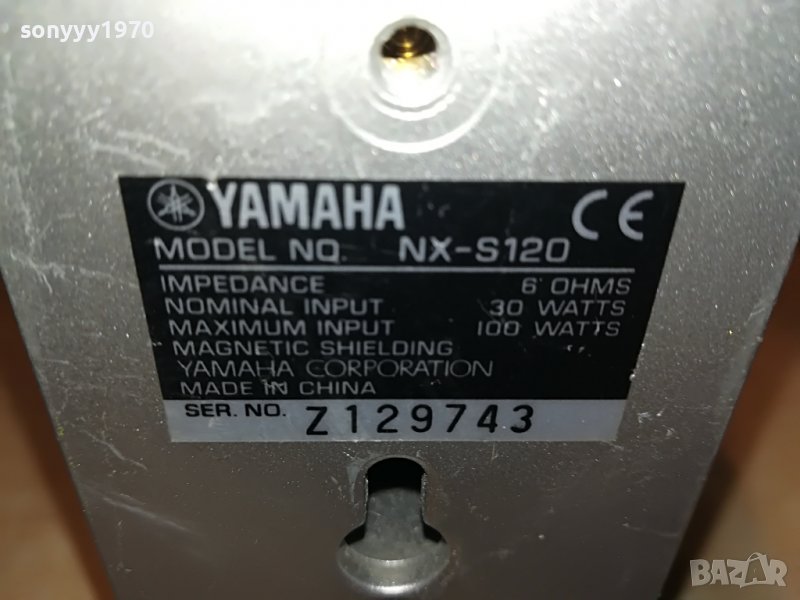 sonyyy1970
YAMAHA CE
MODEL NO. NX-S120
IMPEDANCE 6 OHMS
NOMINAL INPUT 30 WATTS
MAXIMUM INPUT 100 WATTS
MAGNETIC SHIELDING
YAMAHA CORPORATION
MADE IN CHINA
SER. NO. Z129743
BAZAR